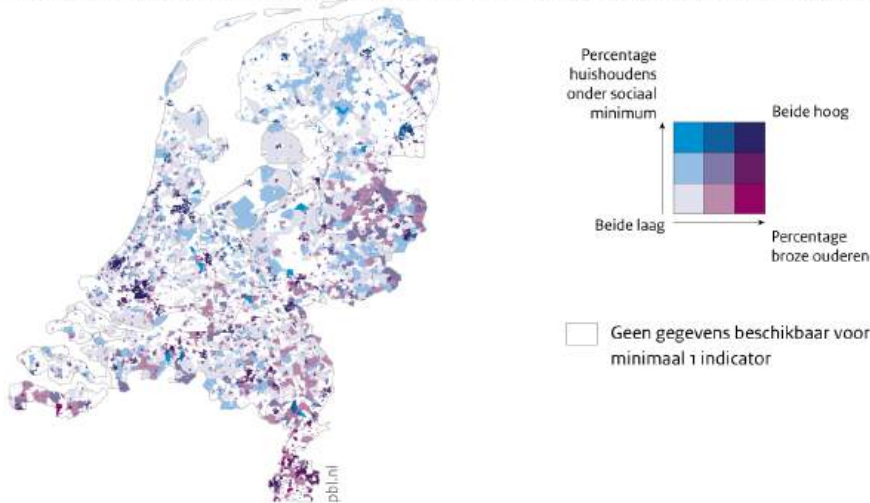 Percentage
huishoudens
onder sociaal
minimum
Beide hoog
Beide laag
Percentage
broze ouderen
Geen gegevens beschikbaar voor
minimaal 1 indicator
pbl.nl